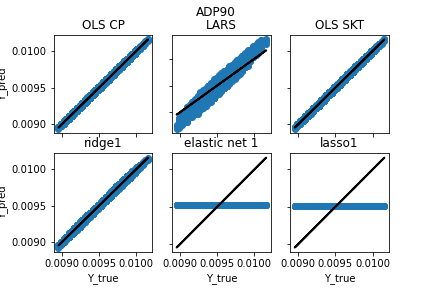 ADP90
OLS CP
LARS
OLS SKT
0.0100
0.0095
0.0090
ridge1
elastic net 1
lasso1
0.0100
0.0095
0.0090
Y_pred
0.0090 0.0095 0.0100
0.0090 0.0095 0.0100
0.0090 0.0095 0.0100
Y_true
Y_true
Y_true